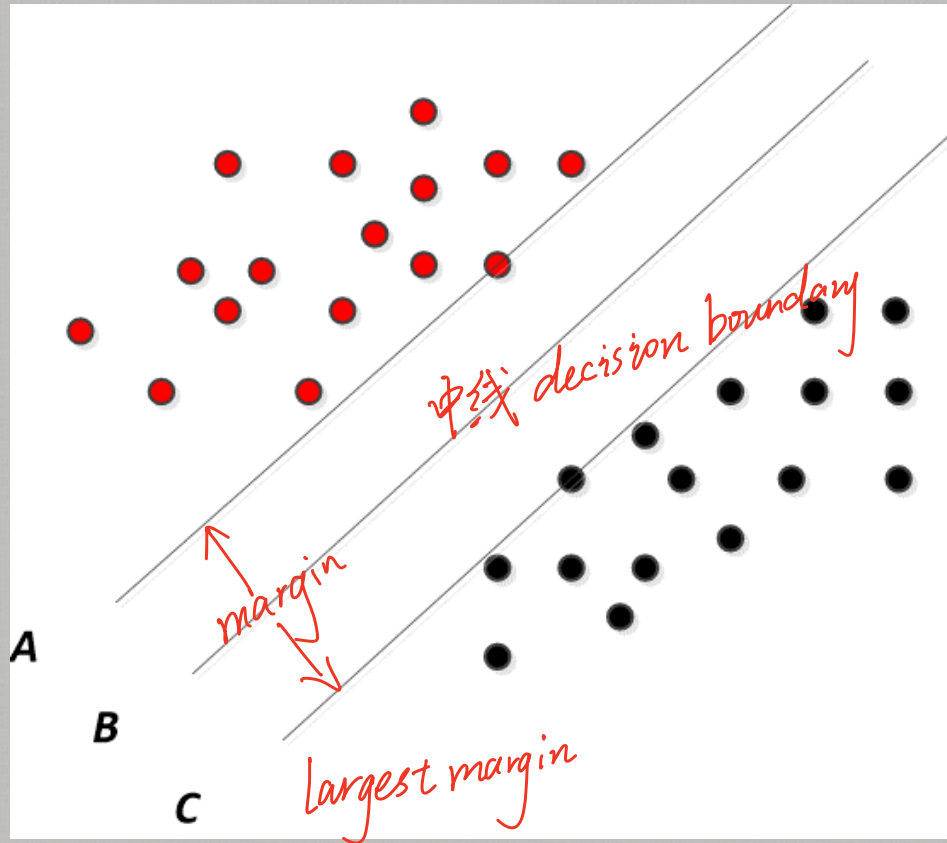 中线 decision boundary
margin
A
B
C
largest margin